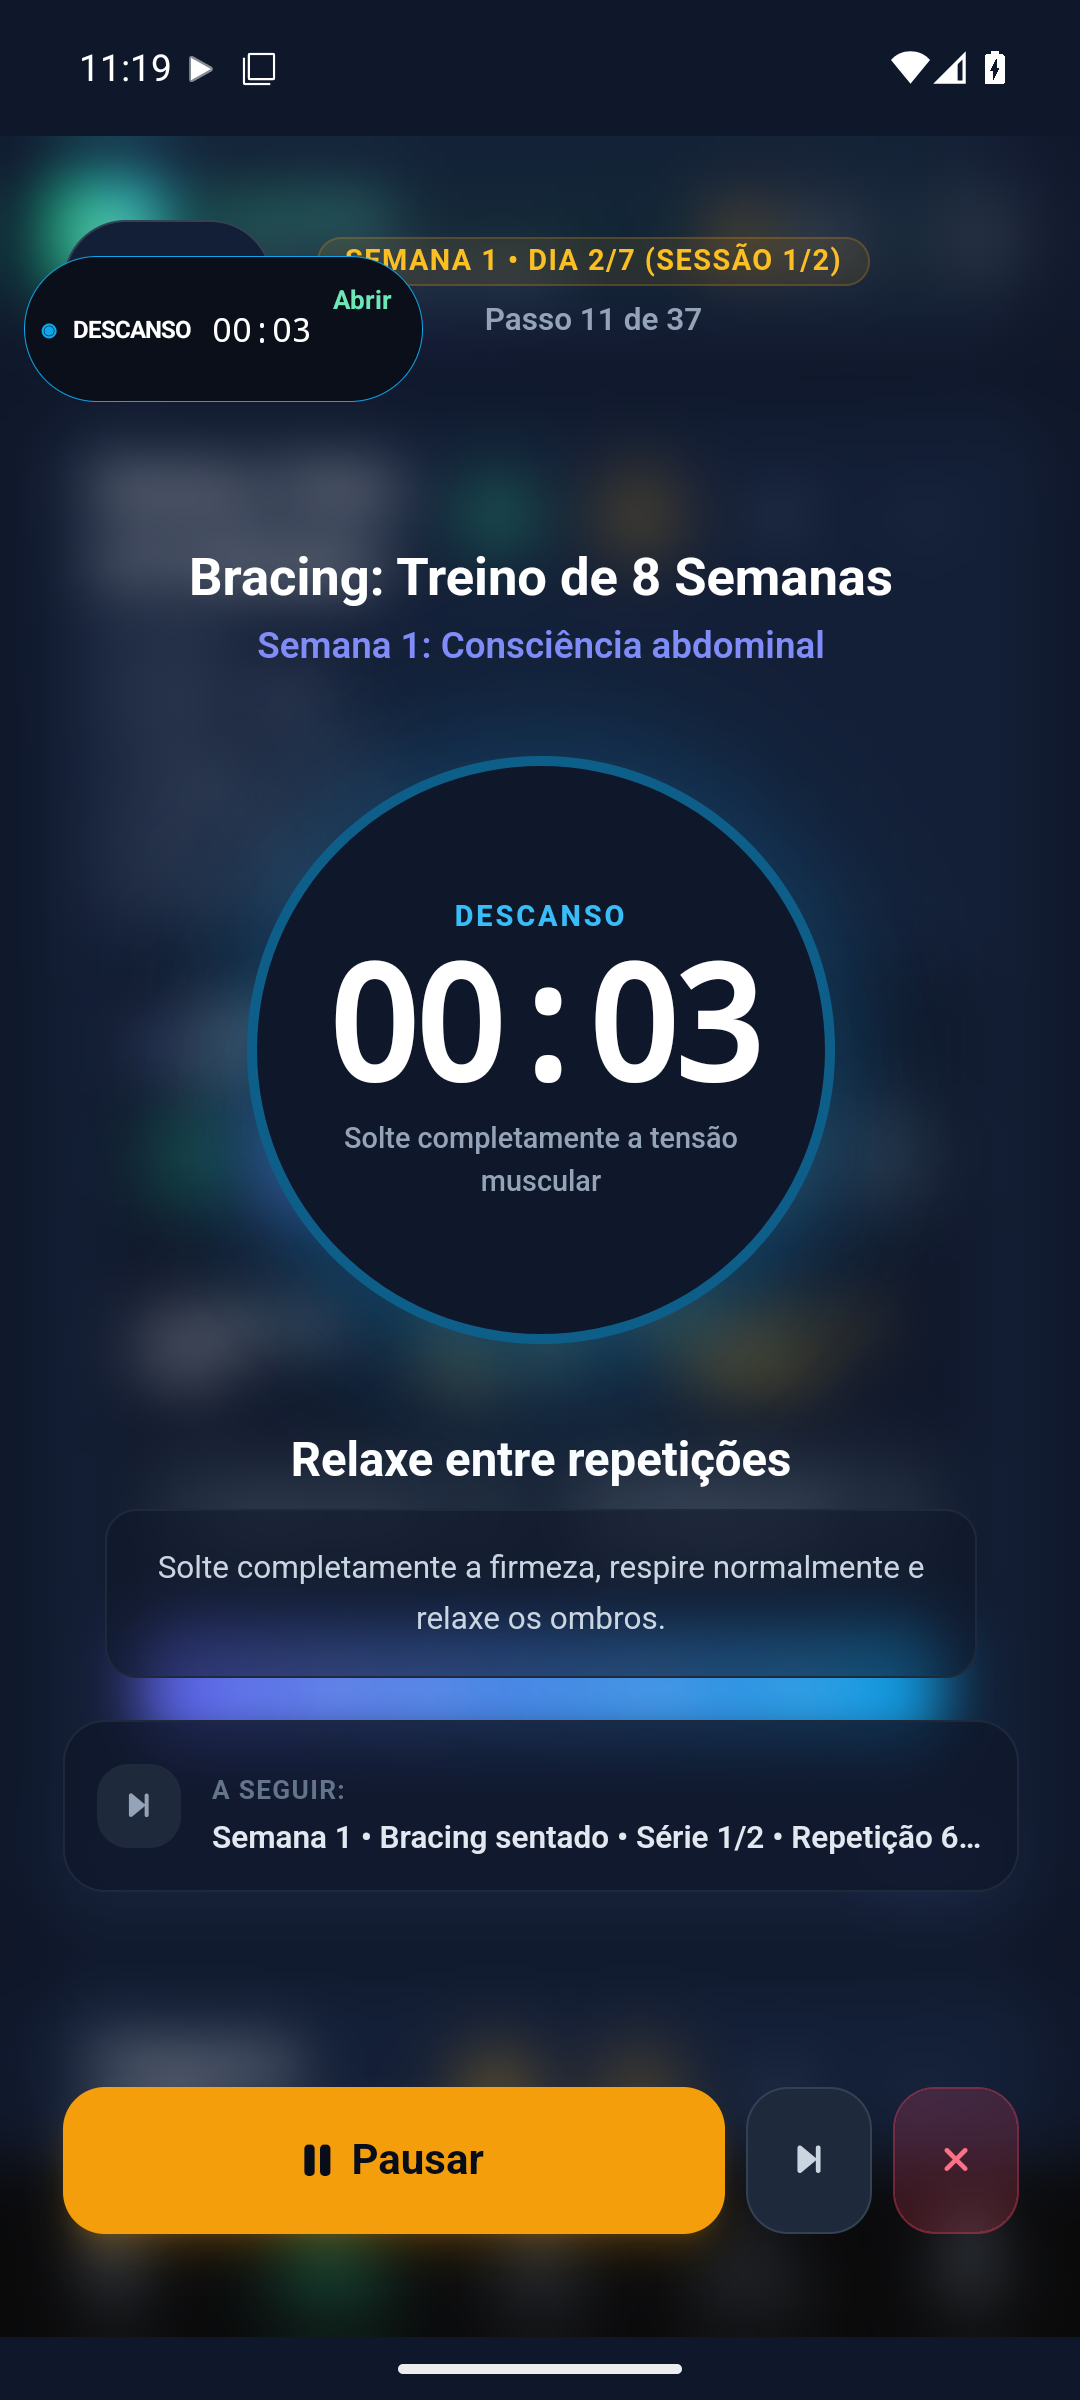 11:19
SEMANA 1 • DIA 2/7 (SESSÃO 1/2)
Abrir
DESCANSO 00:03
Passo 11 de 37
Bracing: Treino de 8 Semanas
Semana 1: Consciência abdominal
DESCANSO
00:03
Solte completamente a tensão
muscular
Relaxe entre repetições
Solte completamente a firmeza, respire normalmente e
relaxe os ombros.
A SEGUIR:
Semana 1 • Bracing sentado • Série 1/2 • Repetição 6…
Pausar